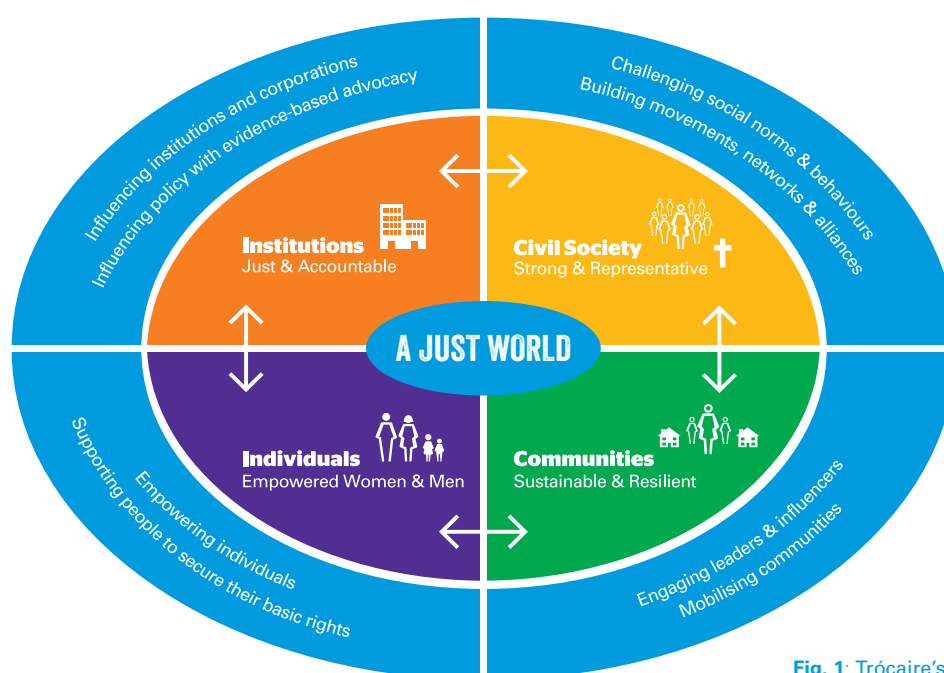 Influencing institutions and corporations
Influencing policy with evidence-based advocacy
Challenging social norms & behaviours
Building movements, networks & alliances
Institutions
Just & Accountable
Civil Society
Strong & Representative
A JUST WORLD
Individuals
Empowered Women & Men
Communities
Sustainable & Resilient
Empowering individuals
Supporting people to secure their basic rights
Engaging leaders & influencers
Mobilising communities
Fig. 1: Trócaire's